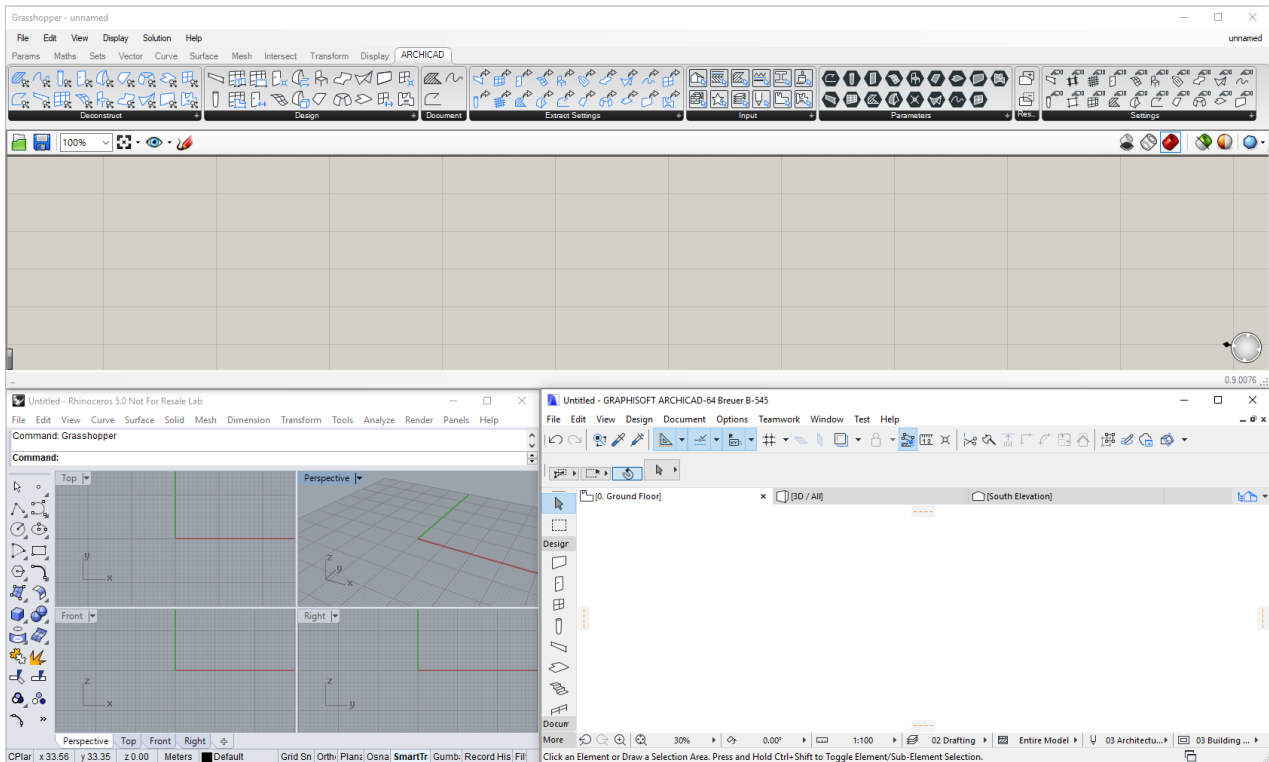 Grasshopper - unnamed
File Edit View Display Solution Help unnamed
Params Maths Sets Vector Curve Surface Mesh Intersect Transform Display ARCHICAD
Deconstruct Design Document Extract Settings Input Parameters Res... Settings
100%
...
0.9.0076
Untitled - Rhinoceros 5.0 Not For Resale Lab
File Edit View Curve Surface Solid Mesh Dimension Transform Tools Analyze Render Panels Help
Command: Grasshopper
Command:
Top Perspective
y x
z y x
Front Right
z x
z y
Perspective Top Front Right
CPlar x 33.56 y 33.35 z 0.00 Meters Default Grid Sn Orth Plana Osna SmartTr Gumb: Record His Filt
Untitled - GRAPHISOFT ARCHICAD-64 Breuer B-545
File Edit View Design Document Options Teamwork Window Test Help
[0. Ground Floor] [3D / All] [South Elevation]
Design
Docum
More 30% 0.00° 1:100 02 Drafting Entire Model 03 Architectu... 03 Building ...
Click an Element or Draw a Selection Area. Press and Hold Ctrl+Shift to Toggle Element/Sub-Element Selection.